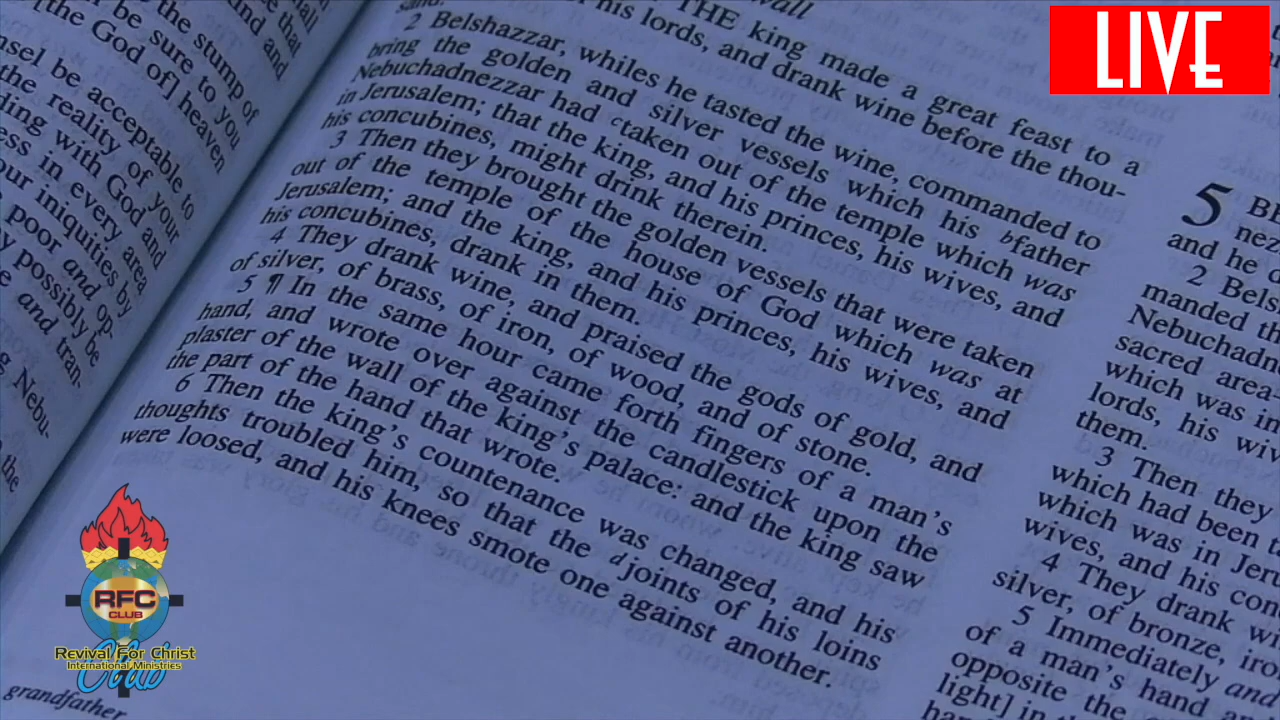 LIVE
the stump of
be sure to you
[the God of] heaven
be acceptable to
the reality of your
with God and
in every area
iniquities by
poor and op-
possibly be
and tran-
Nebu-
the
grandfather
wall
THE king made a great feast to a
his lords, and drank wine before the thou-
sand.
2 Belshazzar, whiles he tasted the wine, commanded to
bring the golden and silver vessels which his bfather
Nebuchadnezzar had ctaken out of the temple which was
in Jerusalem; that the king, and his princes, his wives, and
his concubines, might drink therein.
3 Then they brought the golden vessels that were taken
out of the temple of the house of God which was at
Jerusalem; and the king, and his princes, his wives, and
his concubines, drank in them.
4 They drank wine, and praised the gods of gold, and
of silver, of brass, of iron, of wood, and of stone.
5 ¶ In the same hour came forth fingers of a man's
hand, and wrote over against the candlestick upon the
plaster of the wall of the king's palace: and the king saw
the part of the hand that wrote.
6 Then the king's countenance was changed, and his
thoughts troubled him, so that the djoints of his loins
were loosed, and his knees smote one against another.
5
and he
2 Bels
manded th
Nebuchadn
sacred area-
which was in
lords, his wiv
them.
3 Then they
which had been t
which was in Jeru
wives, and his con
4 They drank wi
silver, of bronze, iro
5 Immediately and
of a man's hand
opposite the
light] in t
RFC
CLUB
Club
Revival For Christ
International Ministries